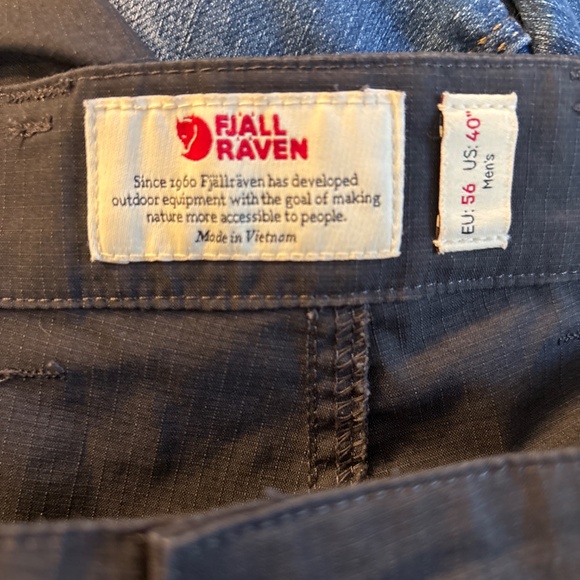 FJÄLL
RÄVEN
Since 1960 Fjällräven has developed
outdoor equipment with the goal of making
nature more accessible to people.
Made in Vietnam
EU: 56 US: 40"
Men's